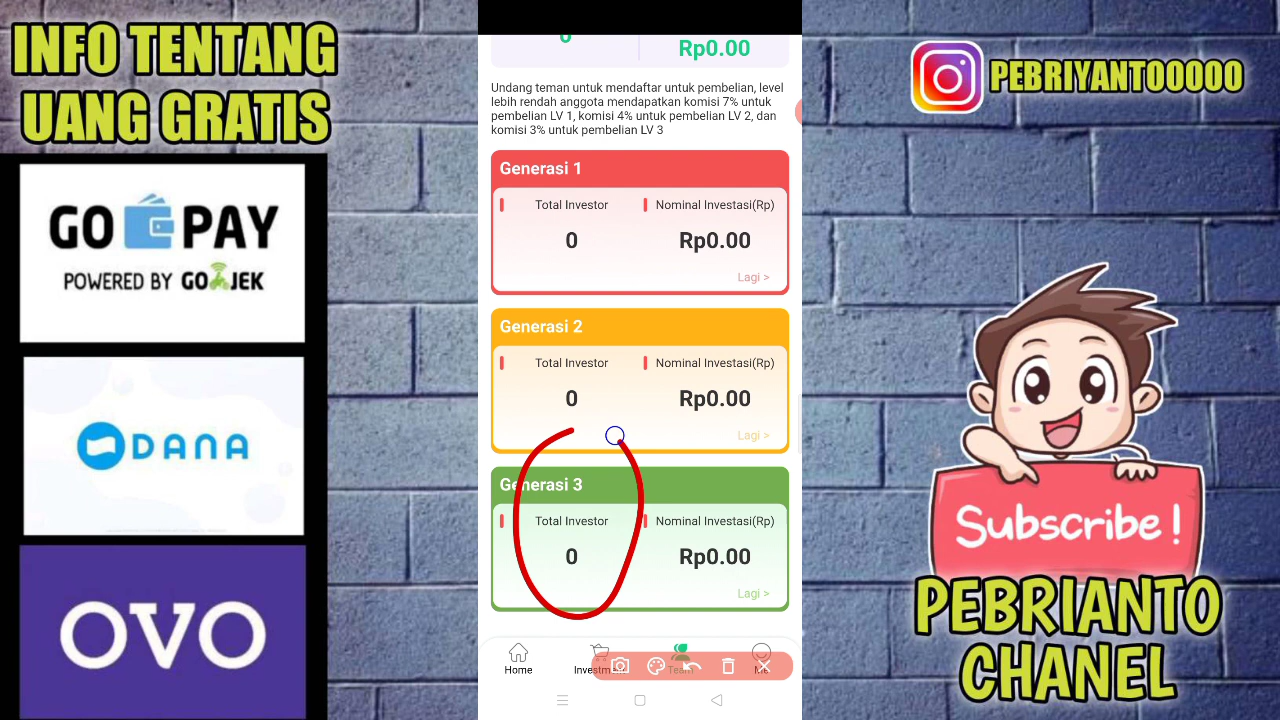 INFO TENTANG
UANG GRATIS
GO PAY
POWERED BY GOJEK
DANA
OVO
Rp0.00
Undang teman untuk mendaftar untuk pembelian, level
lebih rendah anggota mendapatkan komisi 7% untuk
pembelian LV 1, komisi 4% untuk pembelian LV 2, dan
komisi 3% untuk pembelian LV 3
Generasi 1
Total Investor
Nominal Investasi(Rp)
0
Rp0.00
Lagi >
Generasi 2
Total Investor
Nominal Investasi(Rp)
0
Rp0.00
Lagi >
Generasi 3
Total Investor
Nominal Investasi(Rp)
0
Rp0.00
Lagi >
Home
Team
Me
PEBRIYANTOOOOO
Subscribe!
PEBRIANTO
CHANEL